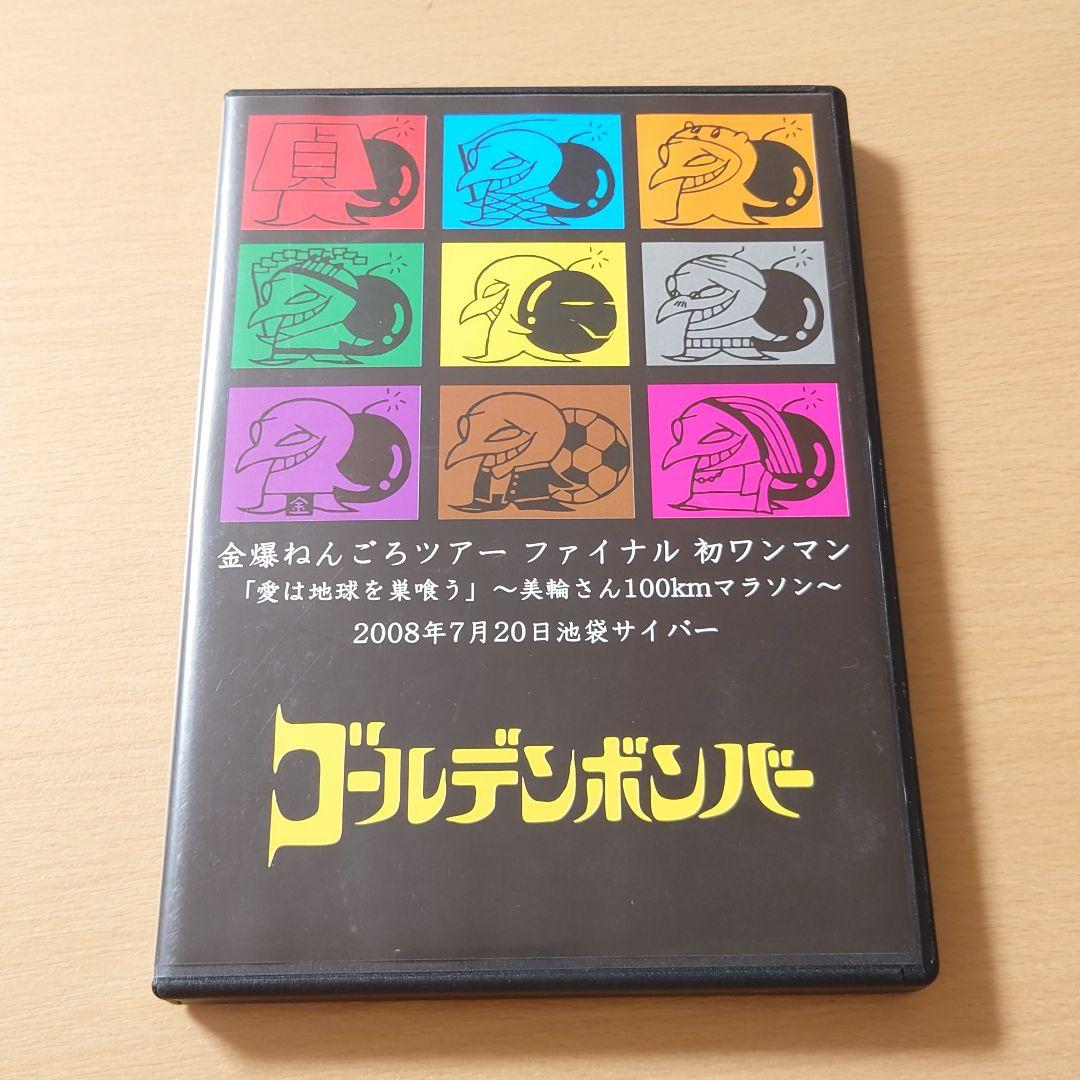 貞
金
金爆ねんごろツアー ファイナル 初ワンマン
「愛は地球を巣喰う」～美輪さん100kmマラソン～
2008年7月20日池袋サイバー
ゴールデンボンバー